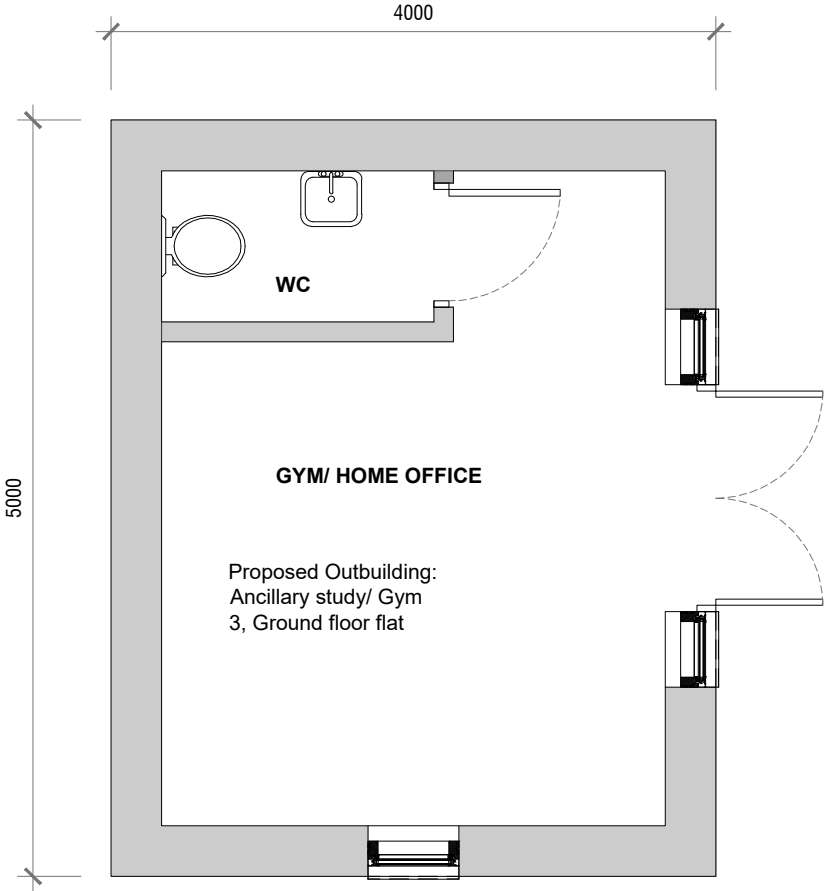 4000
WC
GYM/ HOME OFFICE
5000
Proposed Outbuilding:
Ancillary study/ Gym
3, Ground floor flat